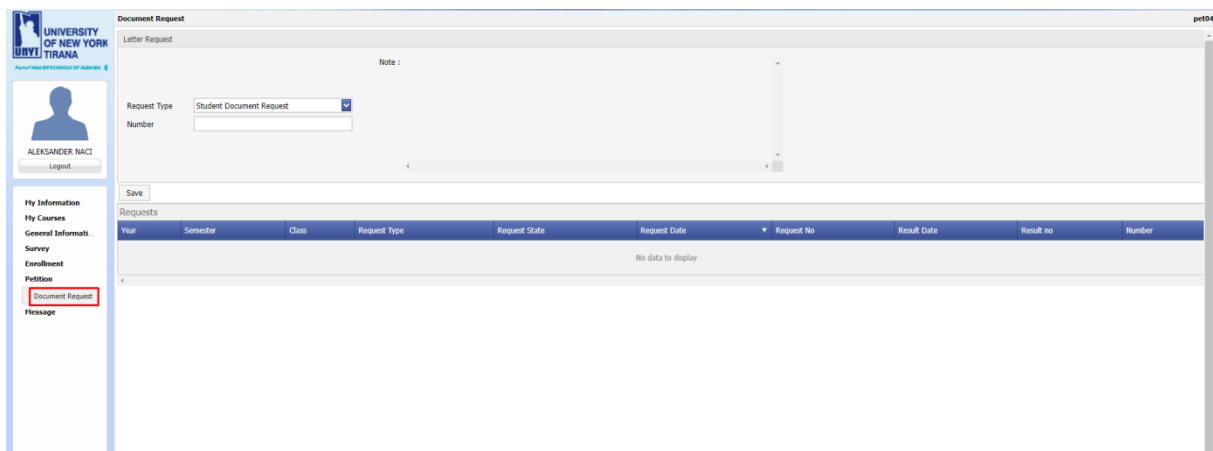 UNIVERSITY
OF NEW YORK
UNYT TIRANA
ALEKSANDER NACI
Logout
My Information
My Courses
General Informati...
Survey
Enrollment
Petition
Document Request
Message
Document Request
pet04
Letter Request
Note :
Request Type Student Document Request
Number
Save
Requests
Year Semester Class Request Type Request State Request Date Request No Result Date Result no Number
No data to display